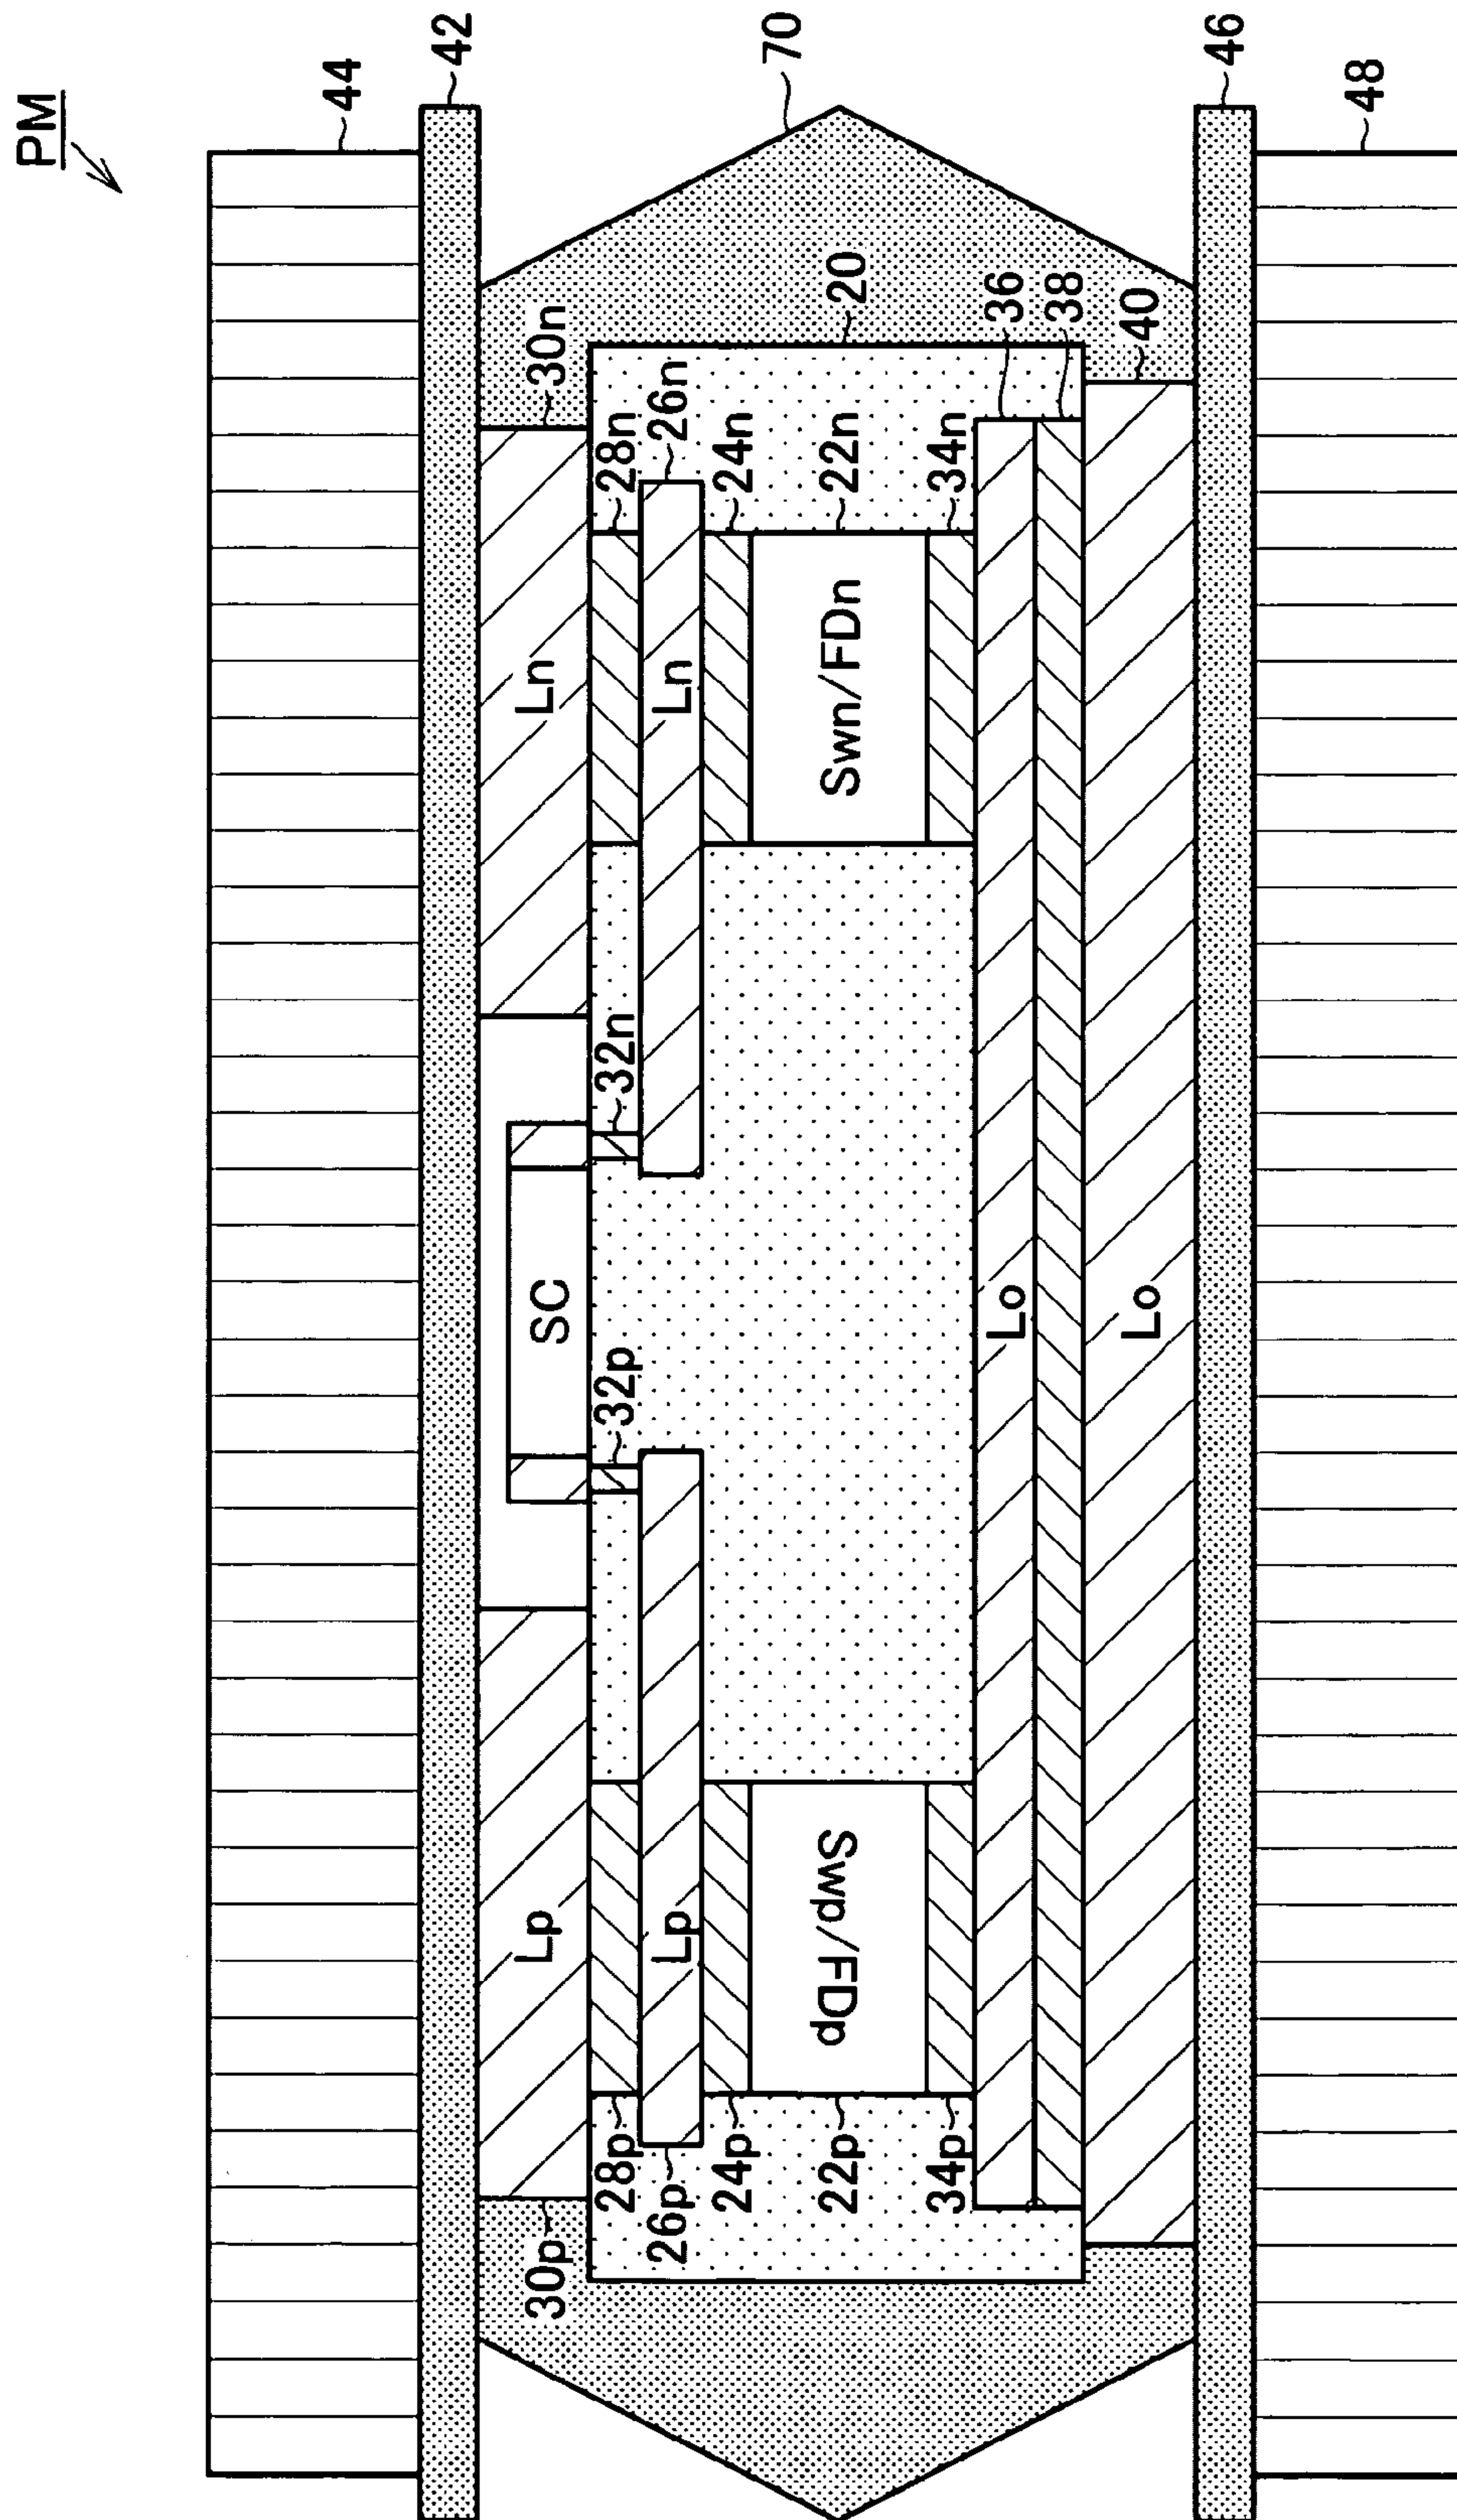 PM
44
42
70
46
48
30n
20
36
38
40
28n
26n
24n
22n
34n
Ln
Ln
Swn/FDn
32n
SC
Lo
Lo
32p
Lp
Lp
Swp/FDp
28p
26p
24p
22p
34p
30p